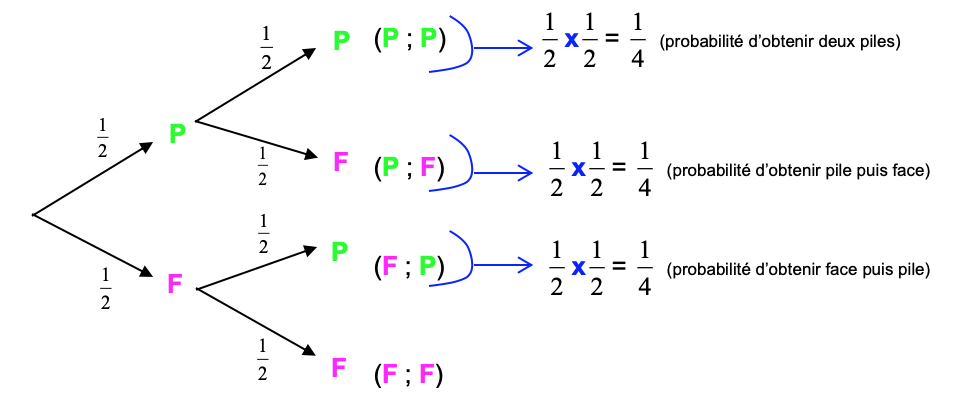 1/2 P (P ; P) 1/2 x 1/2 = 1/4 (probabilité d'obtenir deux piles)
1/2 P
1/2 F (P ; F) 1/2 x 1/2 = 1/4 (probabilité d'obtenir pile puis face)
1/2 P (F ; P) 1/2 x 1/2 = 1/4 (probabilité d'obtenir face puis pile)
1/2 F
1/2 F (F ; F)